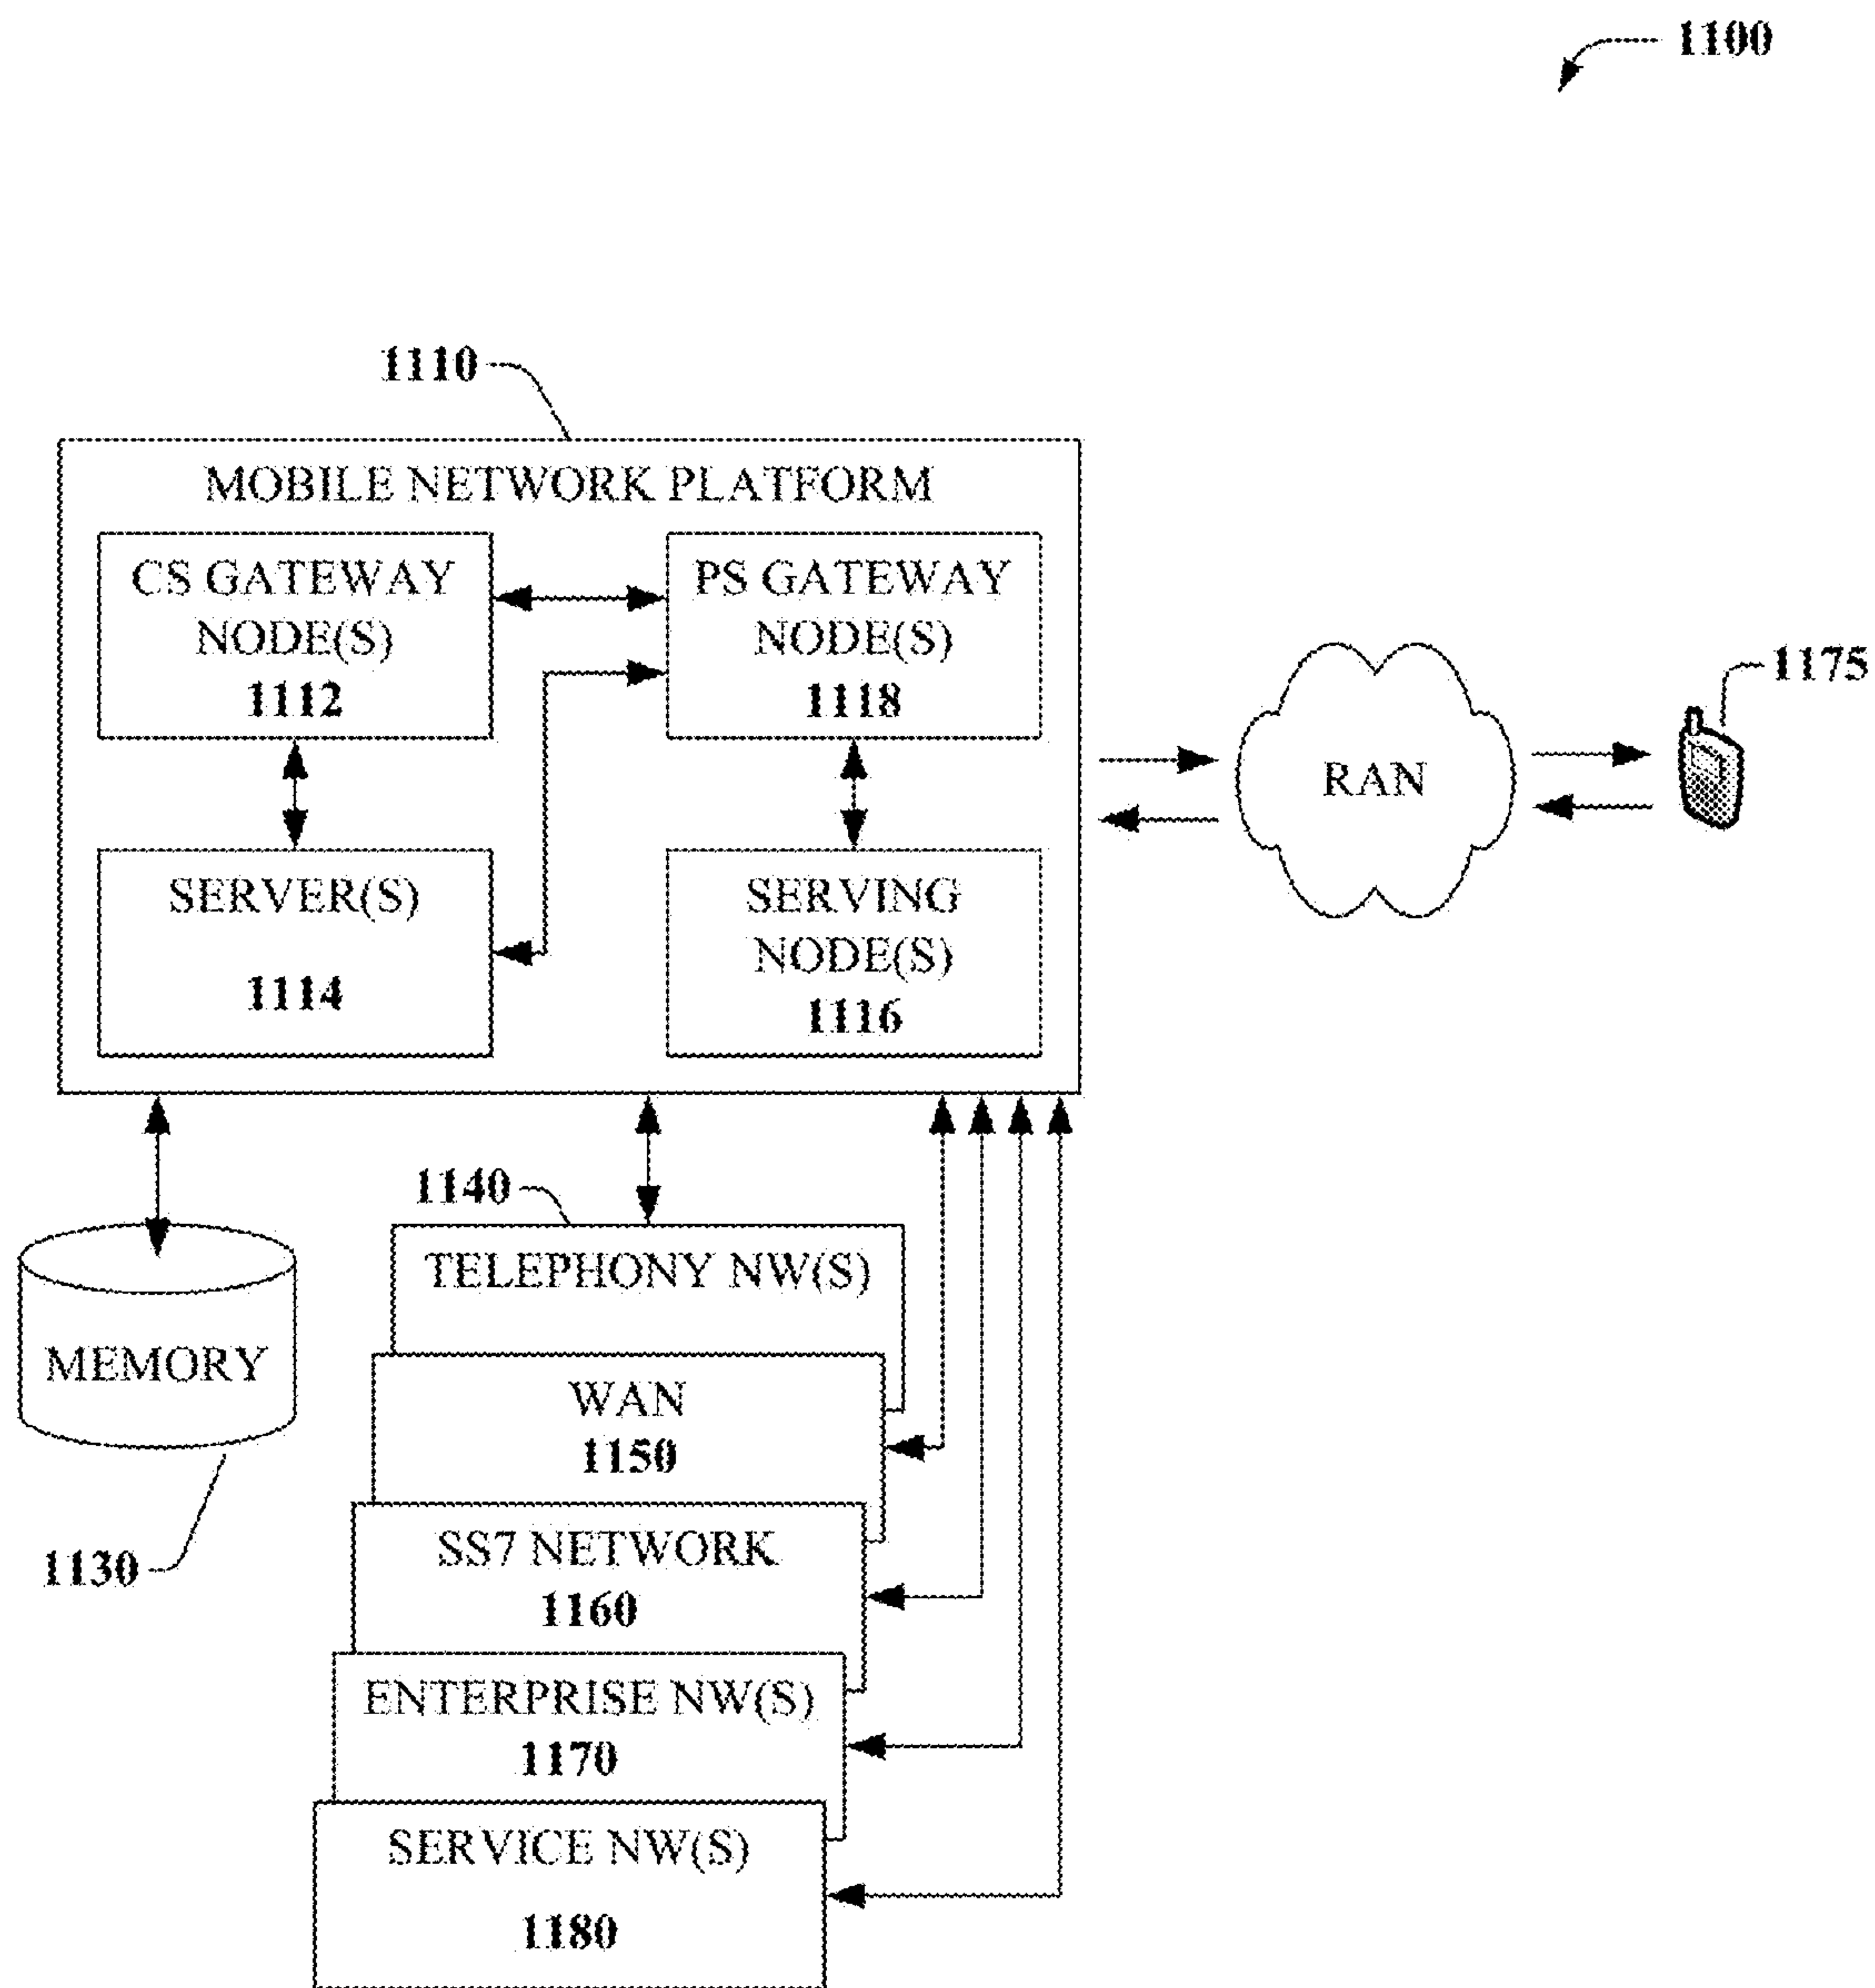 1100
1110
MOBILE NETWORK PLATFORM
CS GATEWAY
NODE(S)
1112
PS GATEWAY
NODE(S)
1118
SERVER(S)
1114
SERVING
NODE(S)
1116
RAN
1175
1140
TELEPHONY NW(S)
MEMORY
1130
WAN
1150
SS7 NETWORK
1160
ENTERPRISE NW(S)
1170
SERVICE NW(S)
1180